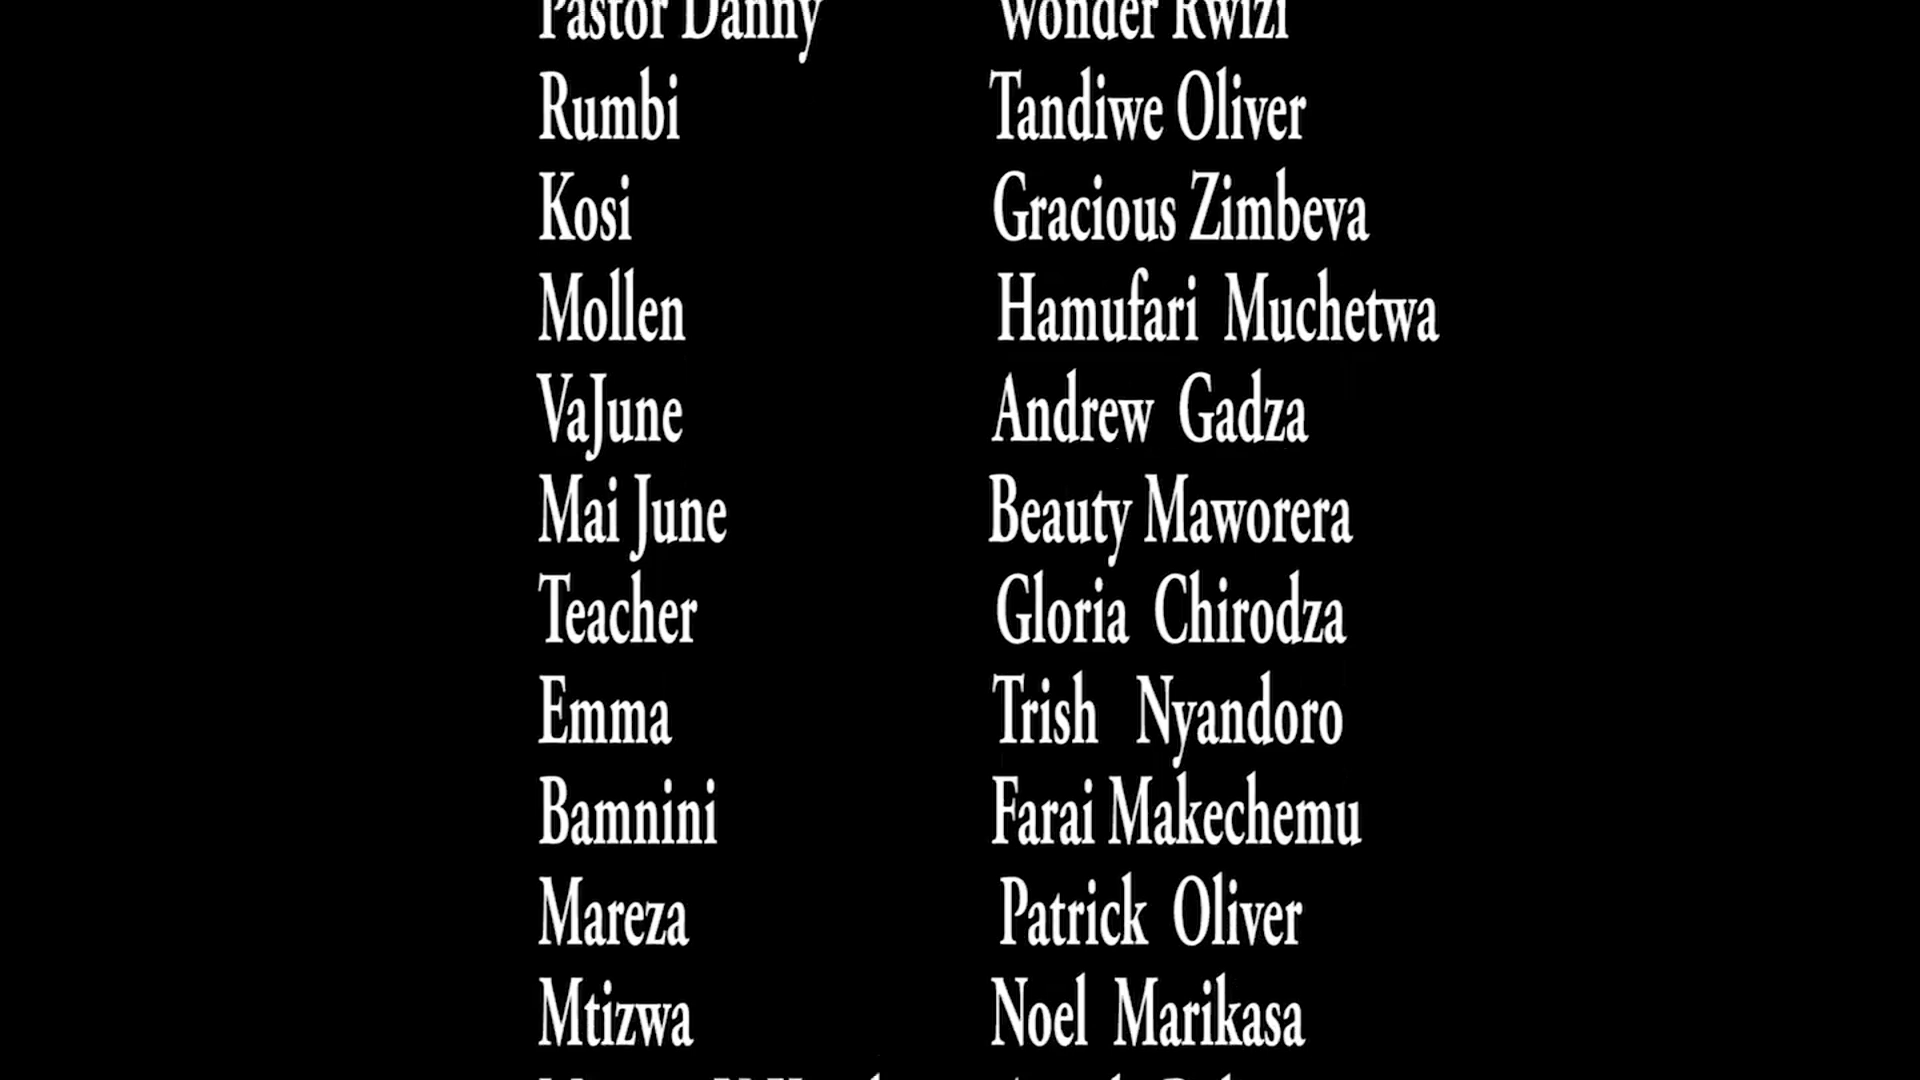 Pastor Danny Wonder Rwizi
Rumbi Tandiwe Oliver
Kosi Gracious Zimbeva
Mollen Hamufari Muchetwa
VaJune Andrew Gadza
Mai June Beauty Maworera
Teacher Gloria Chirodza
Emma Trish Nyandoro
Bamnini Farai Makechemu
Mareza Patrick Oliver
Mtizwa Noel Marikasa